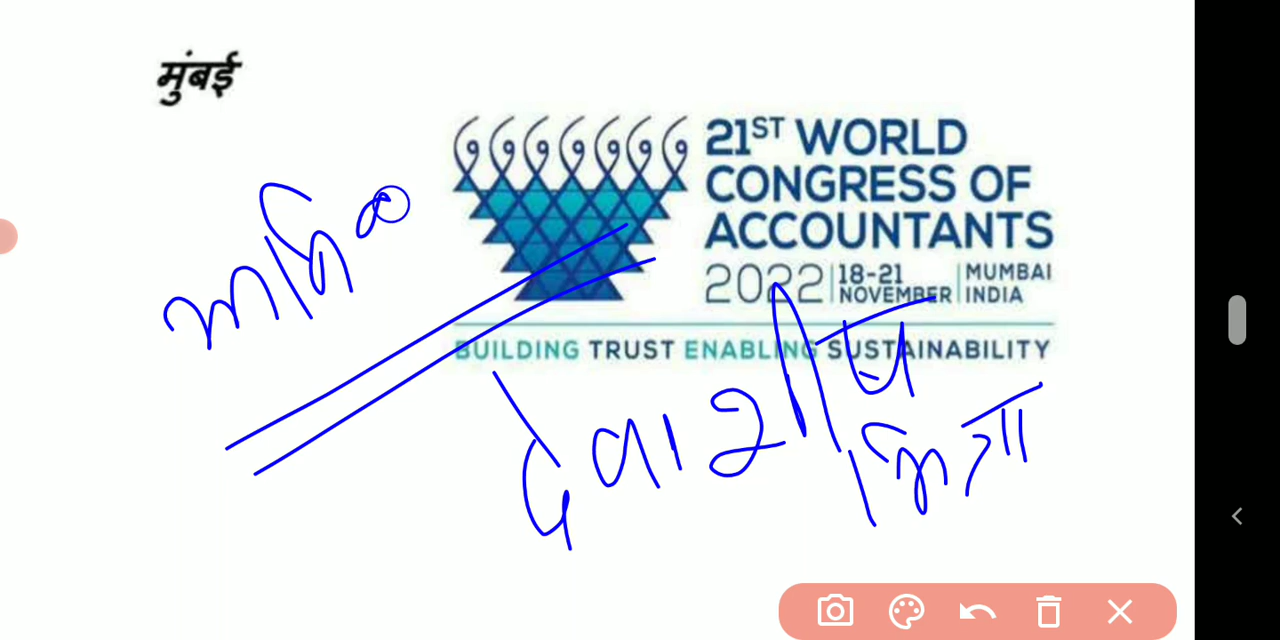 मुंबई
21ST WORLD
CONGRESS OF
ACCOUNTANTS
2022 18-21 NOVEMBER MUMBAI INDIA
BUILDING TRUST ENABLING SUSTAINABILITY
देवाशीष
मित्रा